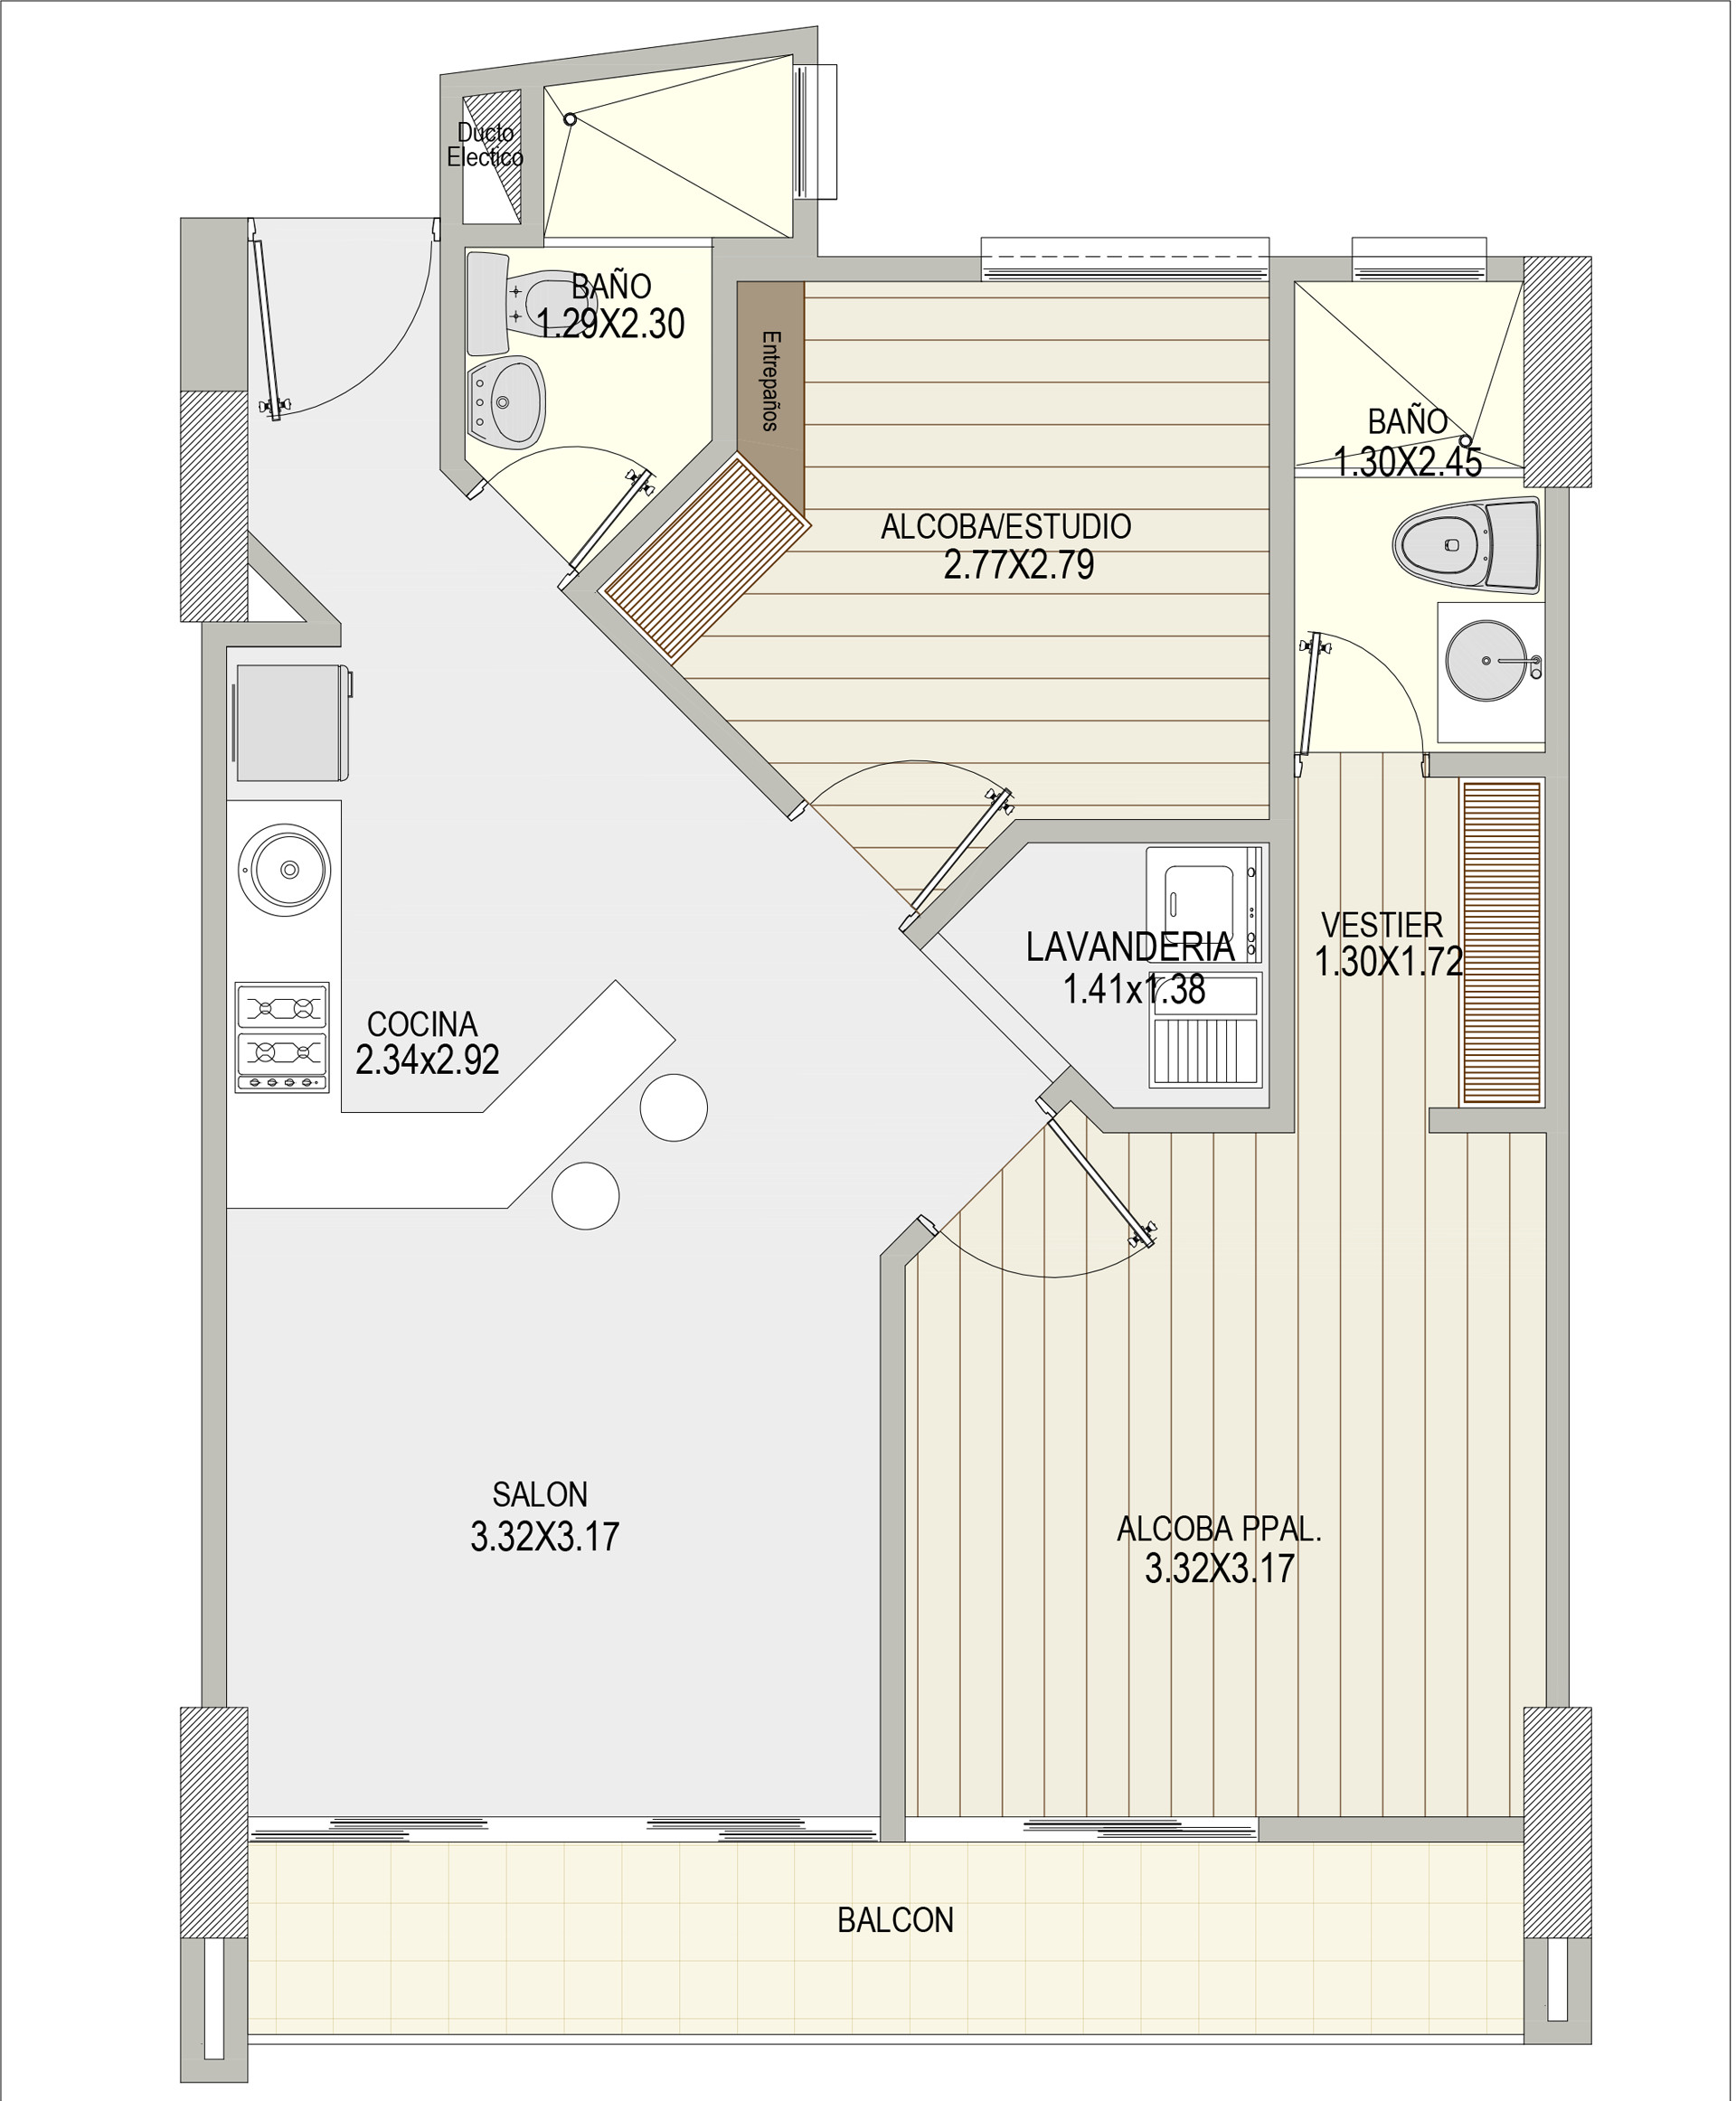 Ducto
Electico
BAÑO
1.29X2.30
Entrepaños
BAÑO
1.30X2.45
ALCOBA/ESTUDIO
2.77X2.79
LAVANDERIA
1.41x1.38
VESTIER
1.30X1.72
COCINA
2.34x2.92
SALON
3.32X3.17
ALCOBA PPAL.
3.32X3.17
BALCON